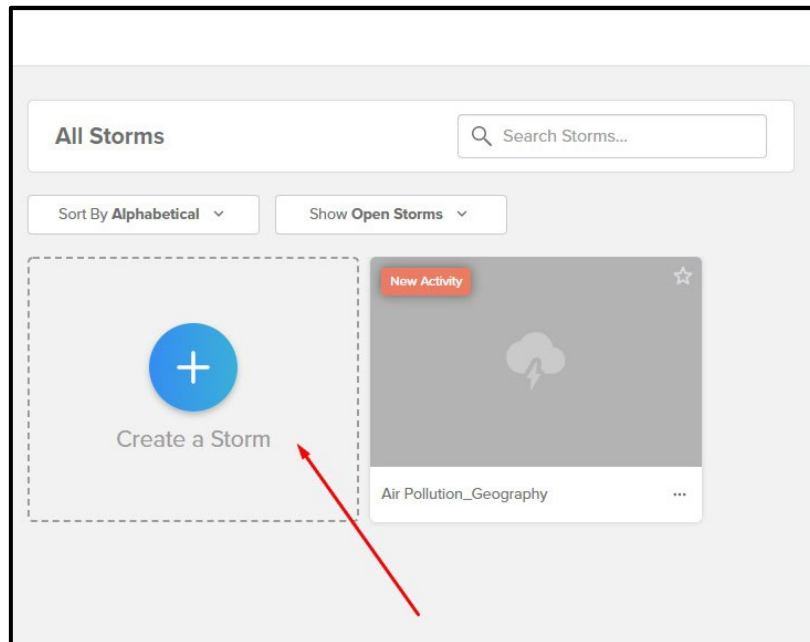 All Storms
Search Storms...
Sort By Alphabetical
Show Open Storms
New Activity
Create a Storm
Air Pollution_Geography